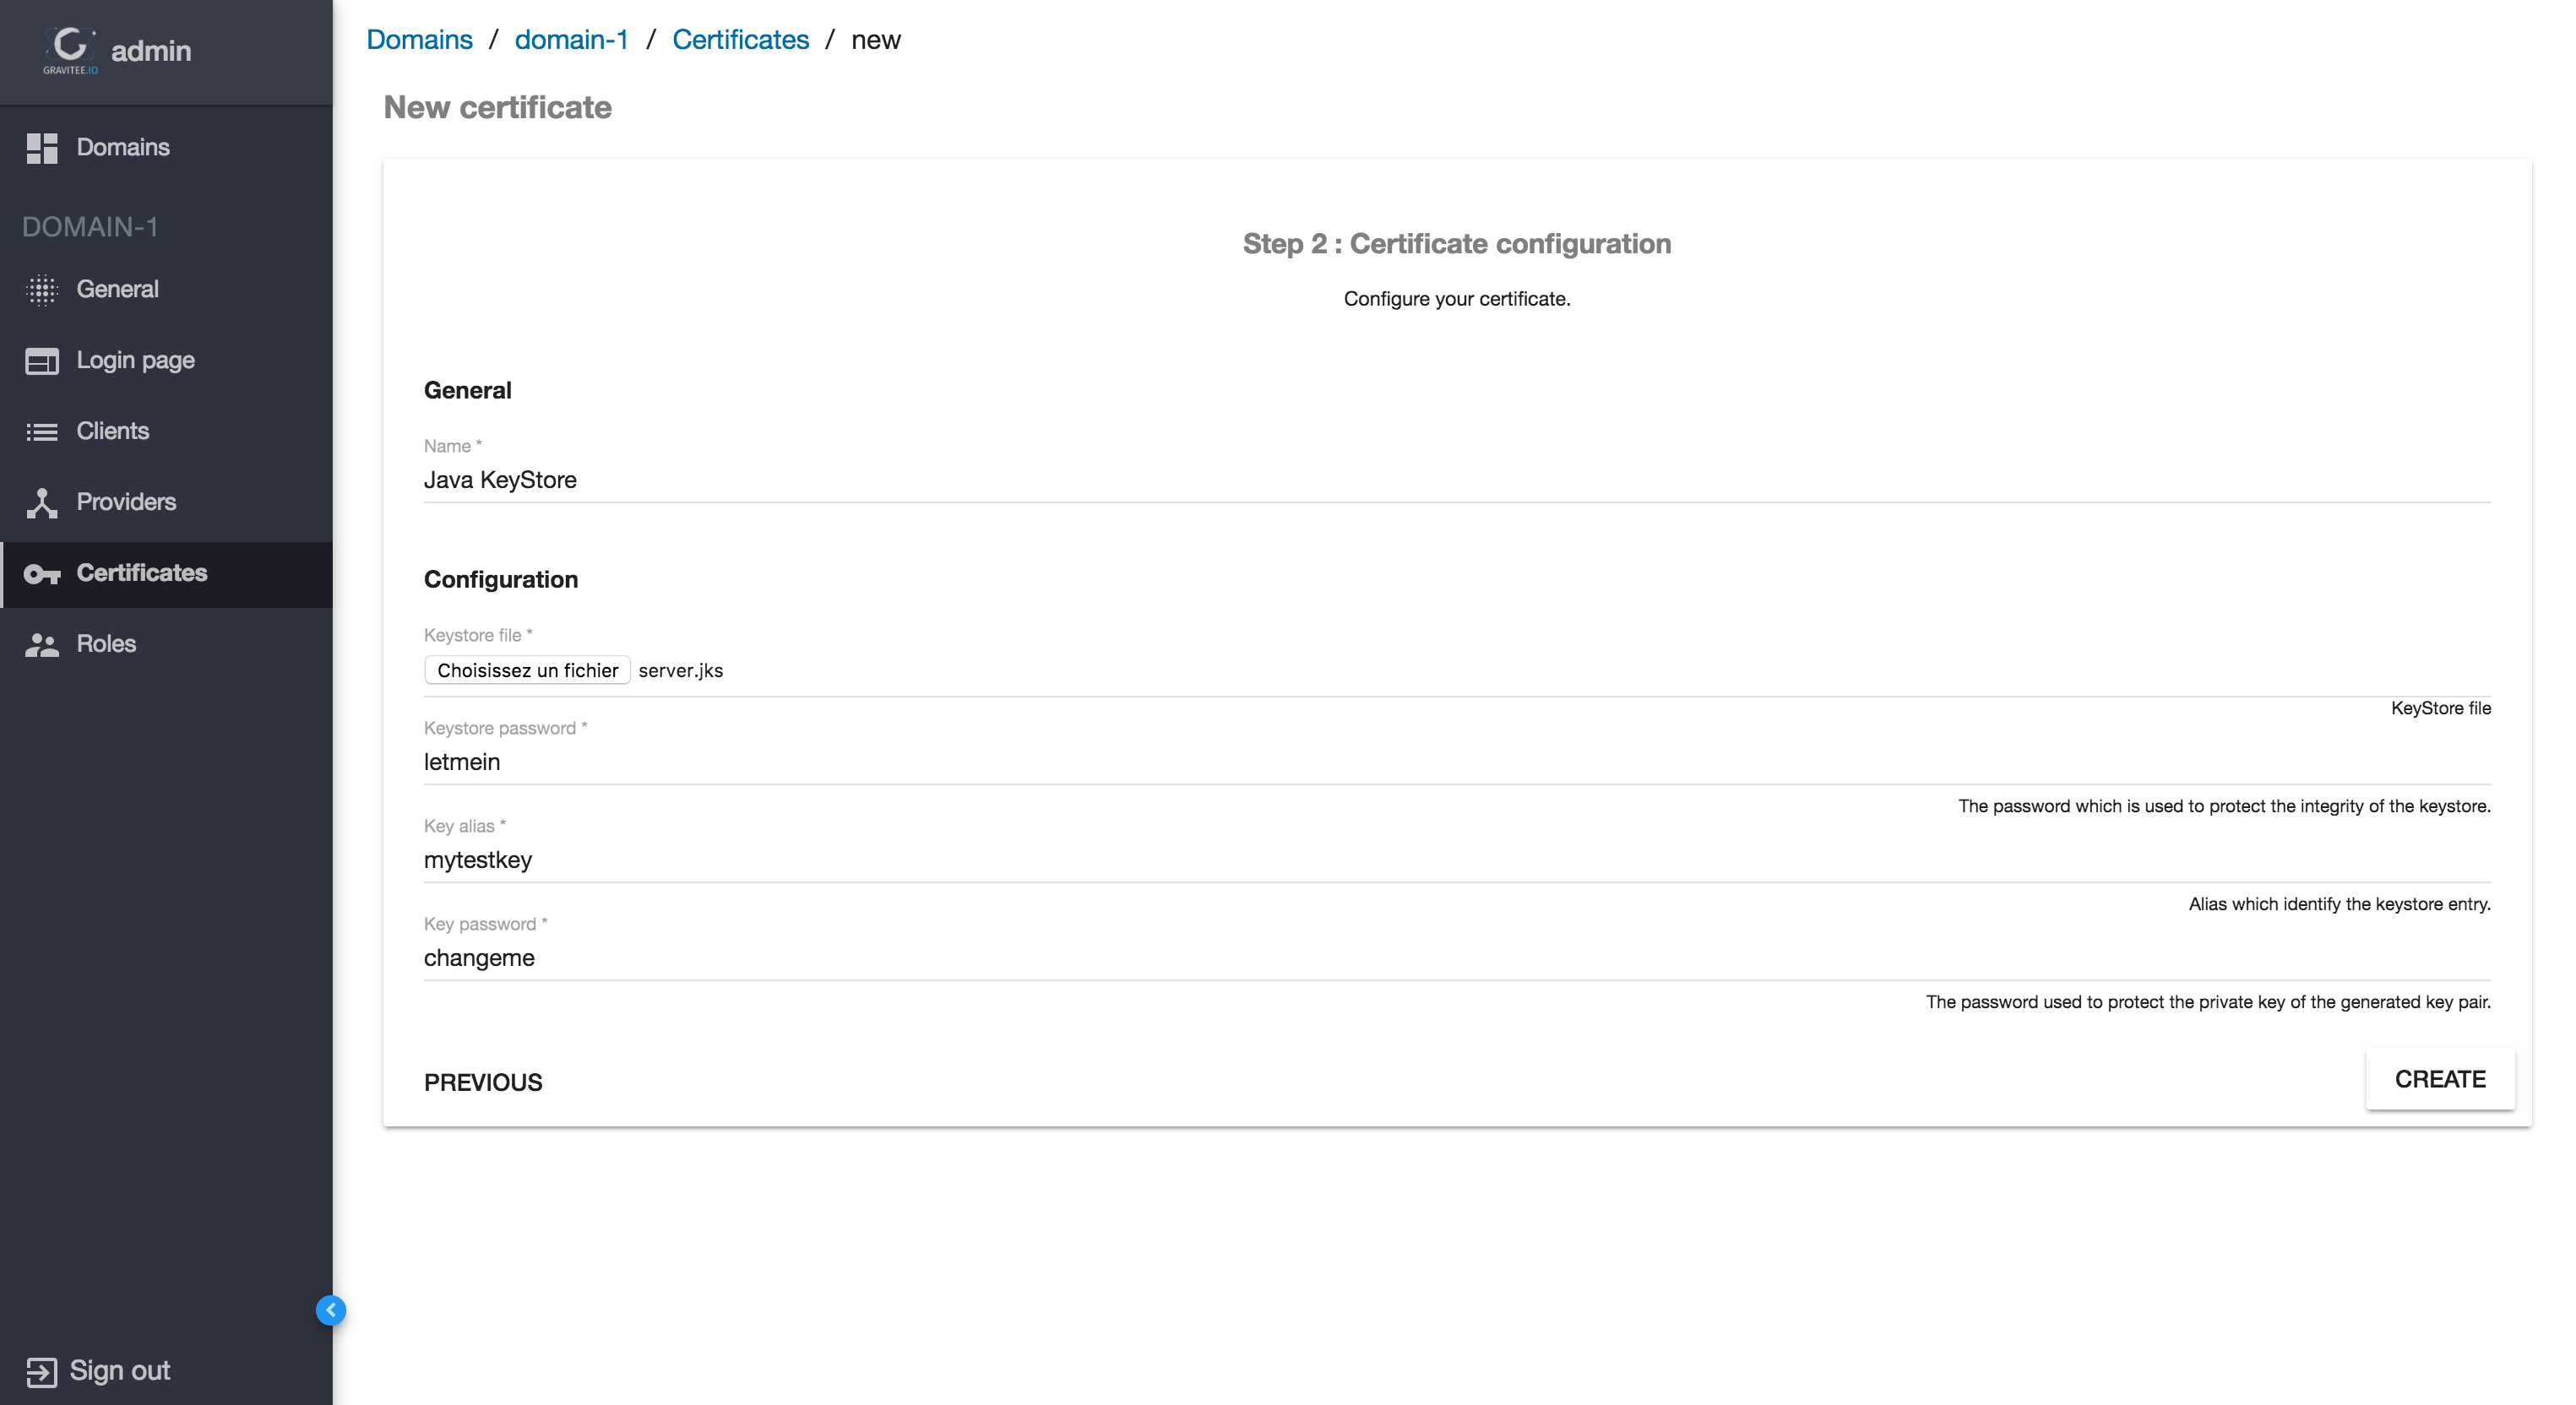 GRAVITEE.IO
admin
Domains
DOMAIN-1
General
Login page
Clients
Providers
Certificates
Roles
Sign out
Domains / domain-1 / Certificates / new
New certificate
Step 2 : Certificate configuration
Configure your certificate.
General
Name *
Java KeyStore
Configuration
Keystore file *
Choisissez un fichier server.jks
KeyStore file
Keystore password *
letmein
The password which is used to protect the integrity of the keystore.
Key alias *
mytestkey
Alias which identify the keystore entry.
Key password *
changeme
The password used to protect the private key of the generated key pair.
PREVIOUS
CREATE